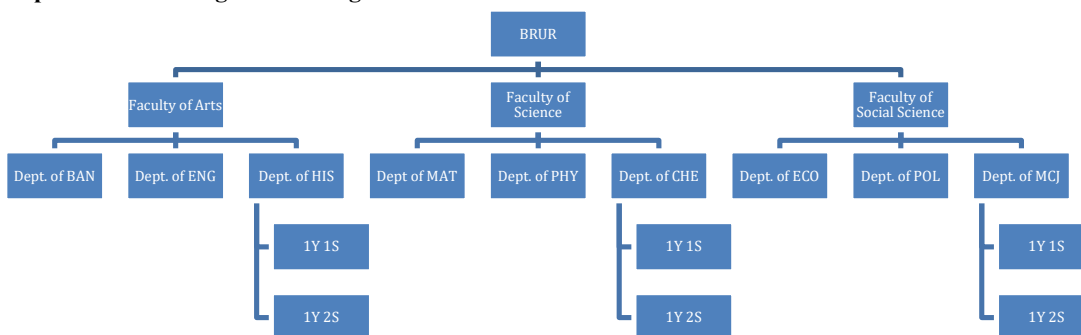 BRUR
Faculty of Arts
Faculty of
Science
Faculty of
Social Science
Dept. of BAN
Dept. of ENG
Dept. of HIS
Dept of MAT
Dept. of PHY
Dept. of CHE
Dept. of ECO
Dept. of POL
Dept. of MCJ
1Y 1S
1Y 1S
1Y 1S
1Y 2S
1Y 2S
1Y 2S